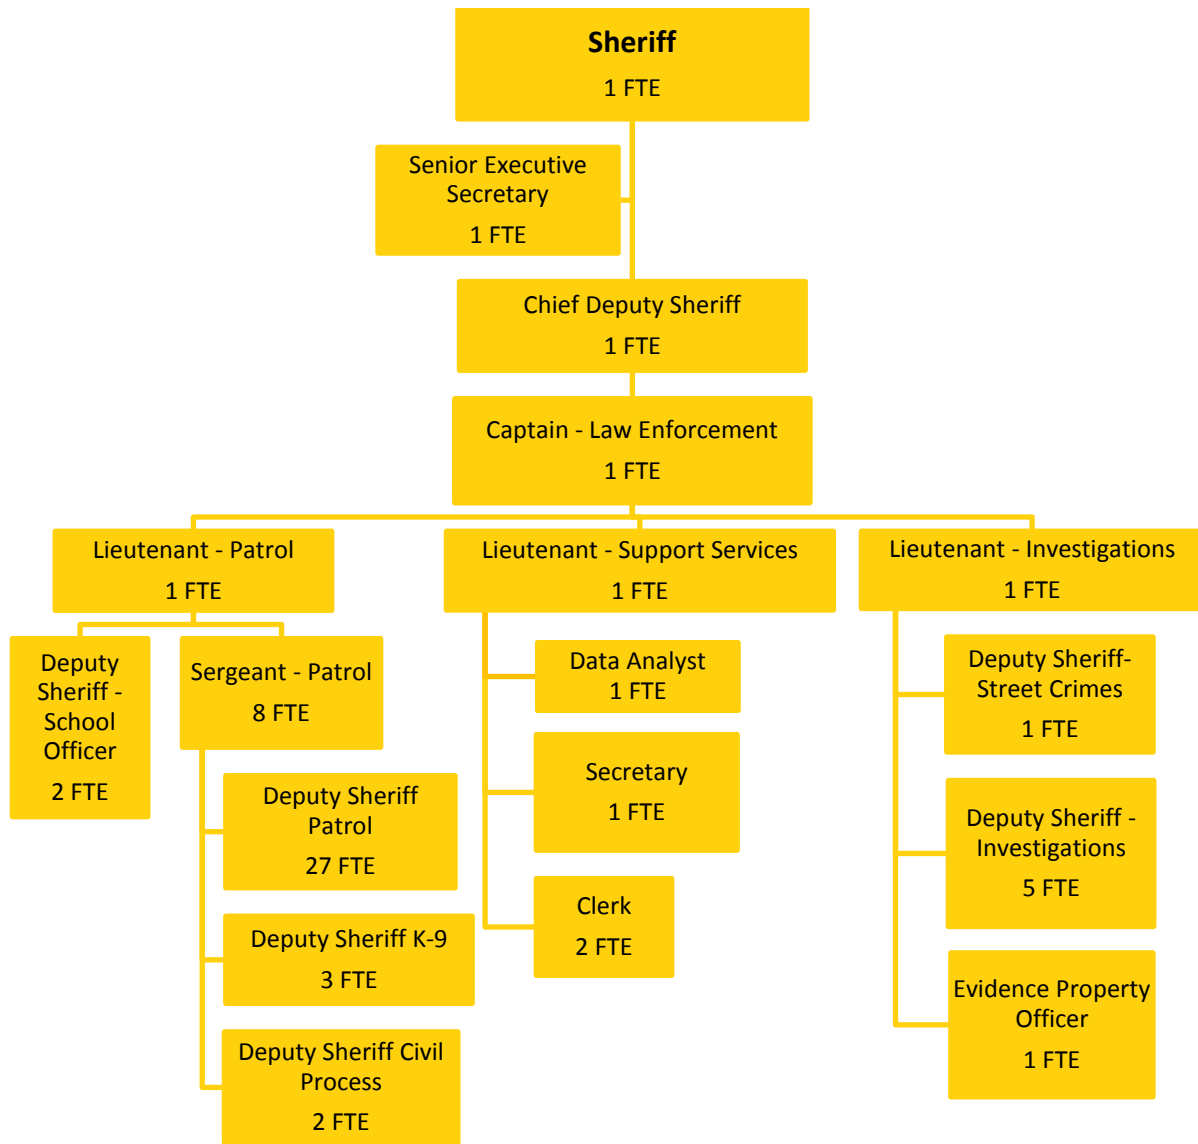 Sheriff
1 FTE
Senior Executive
Secretary
1 FTE
Chief Deputy Sheriff
1 FTE
Captain - Law Enforcement
1 FTE
Lieutenant - Patrol
1 FTE
Lieutenant - Support Services
1 FTE
Lieutenant - Investigations
1 FTE
Deputy
Sheriff -
School
Officer
2 FTE
Sergeant - Patrol
8 FTE
Deputy Sheriff
Patrol
27 FTE
Deputy Sheriff K-9
3 FTE
Deputy Sheriff Civil
Process
2 FTE
Data Analyst
1 FTE
Secretary
1 FTE
Clerk
2 FTE
Deputy Sheriff-
Street Crimes
1 FTE
Deputy Sheriff -
Investigations
5 FTE
Evidence Property
Officer
1 FTE